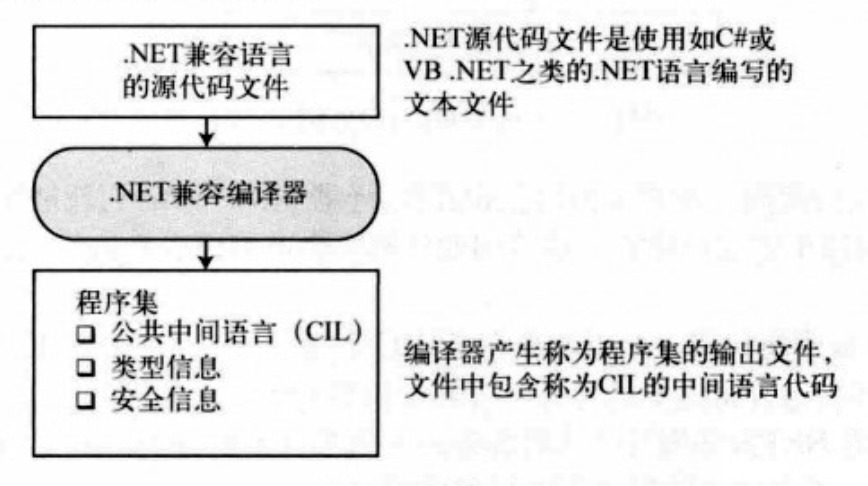 .NET兼容语言
的源代码文件
.NET源代码文件是使用如C#或
VB .NET之类的.NET语言编写的
文本文件
.NET兼容编译器
程序集
❑ 公共中间语言（CIL）
❑ 类型信息
❑ 安全信息
编译器产生称为程序集的输出文件，
文件中包含称为CIL的中间语言代码